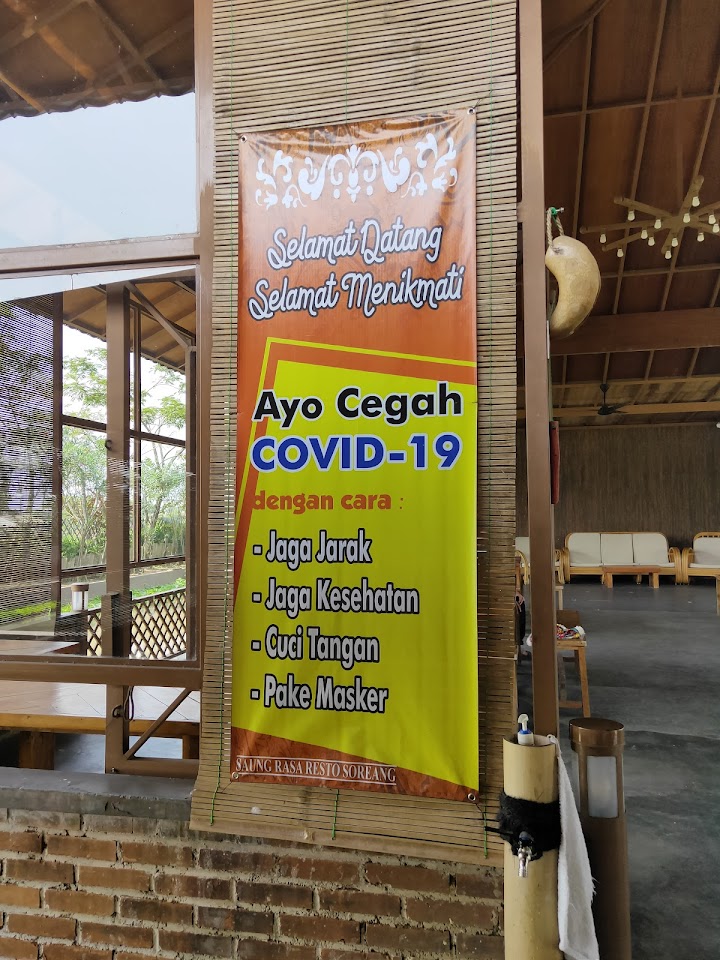 Selamat Datang
Selamat Menikmati
Ayo Cegah
COVID-19
dengan cara :
- Jaga Jarak
- Jaga Kesehatan
- Cuci Tangan
- Pake Masker
SAUNG RASA RESTO SOREANG